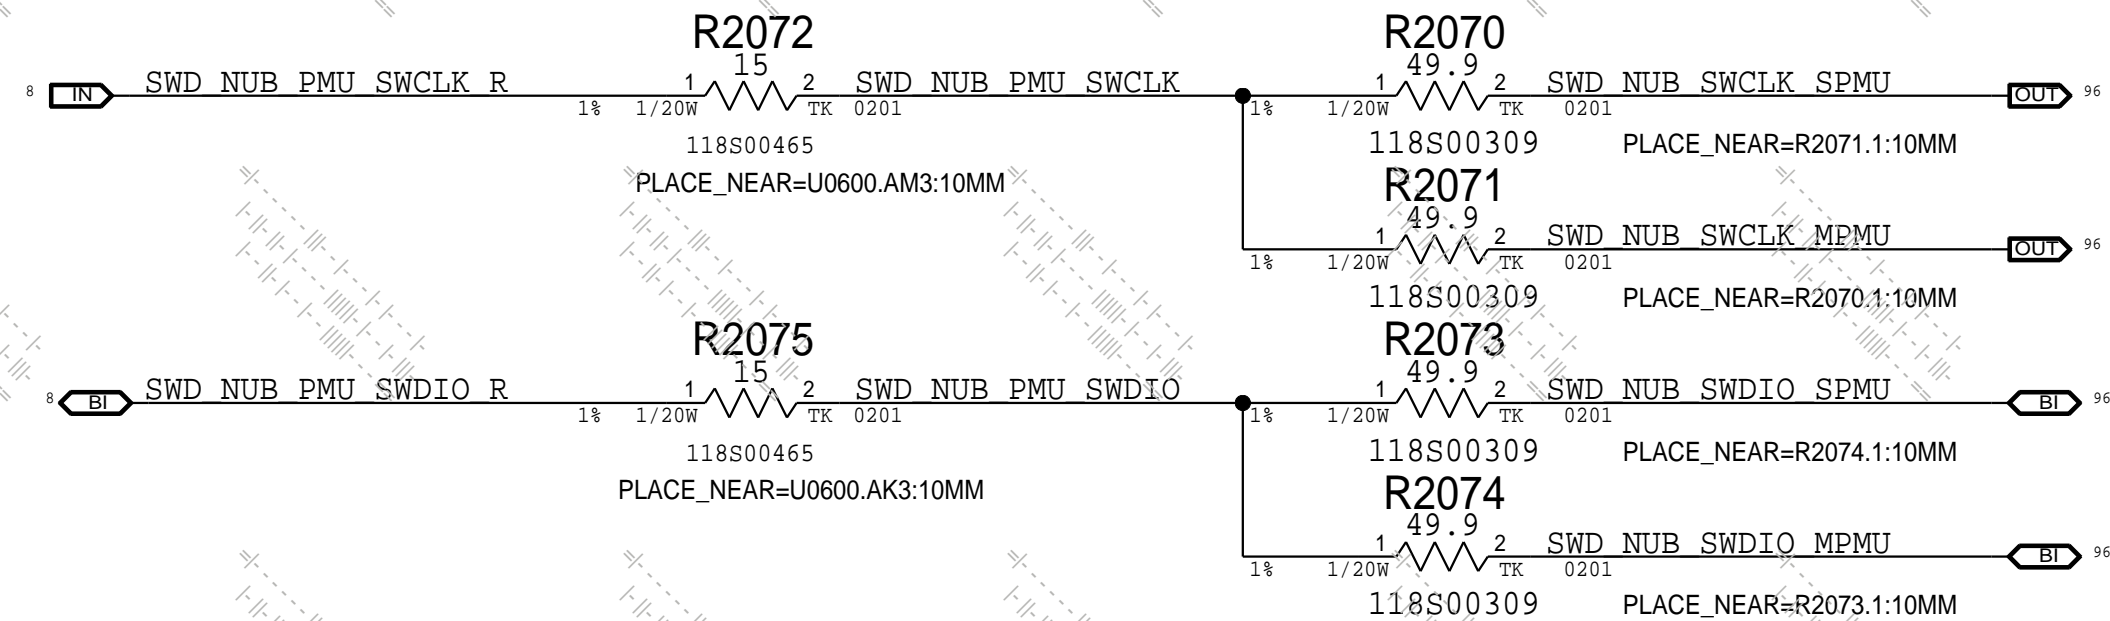 R2072
15
8 IN SWD_NUB_PMU_SWCLK_R 1 2 SWD_NUB_PMU_SWCLK
1% 1/20W TK 0201
118S00465
PLACE_NEAR=U0600.AM3:10MM
R2070
49.9
1 2 SWD_NUB_SWCLK_SPMU OUT 96
1% 1/20W TK 0201
118S00309 PLACE_NEAR=R2071.1:10MM
R2071
49.9
1 2 SWD_NUB_SWCLK_MPMU OUT 96
1% 1/20W TK 0201
118S00309 PLACE_NEAR=R2070.1:10MM
R2075
15
8 BI SWD_NUB_PMU_SWDIO_R 1 2 SWD_NUB_PMU_SWDIO
1% 1/20W TK 0201
118S00465
PLACE_NEAR=U0600.AK3:10MM
R2073
49.9
1 2 SWD_NUB_SWDIO_SPMU BI 96
1% 1/20W TK 0201
118S00309 PLACE_NEAR=R2074.1:10MM
R2074
49.9
1 2 SWD_NUB_SWDIO_MPMU BI 96
1% 1/20W TK 0201
118S00309 PLACE_NEAR=R2073.1:10MM